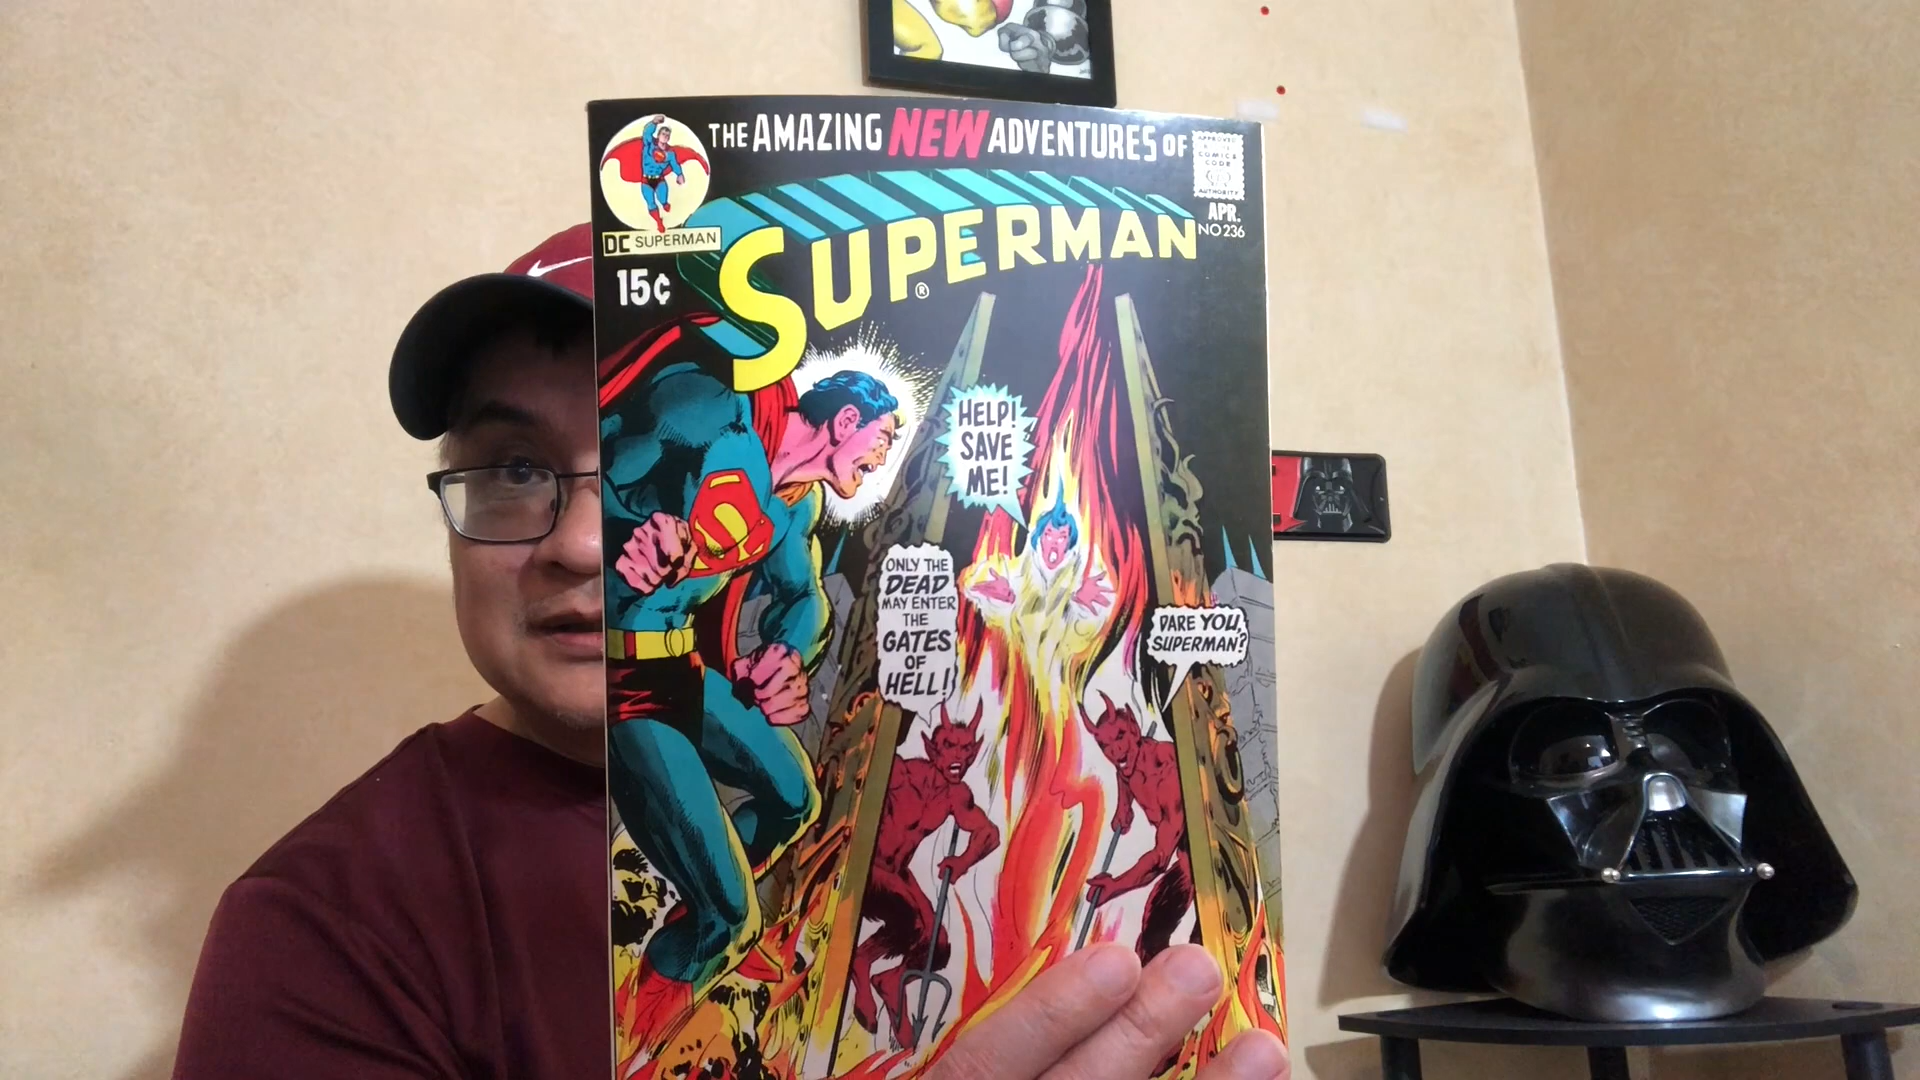 THE AMAZING NEW ADVENTURES OF
SUPERMAN
®
DC SUPERMAN
15¢
APPROVED
COMICS
CODE
AUTHORITY
APR.
NO 236
HELP!
SAVE
ME!
ONLY THE
DEAD
MAY ENTER
THE
GATES
OF
HELL!
DARE YOU,
SUPERMAN?